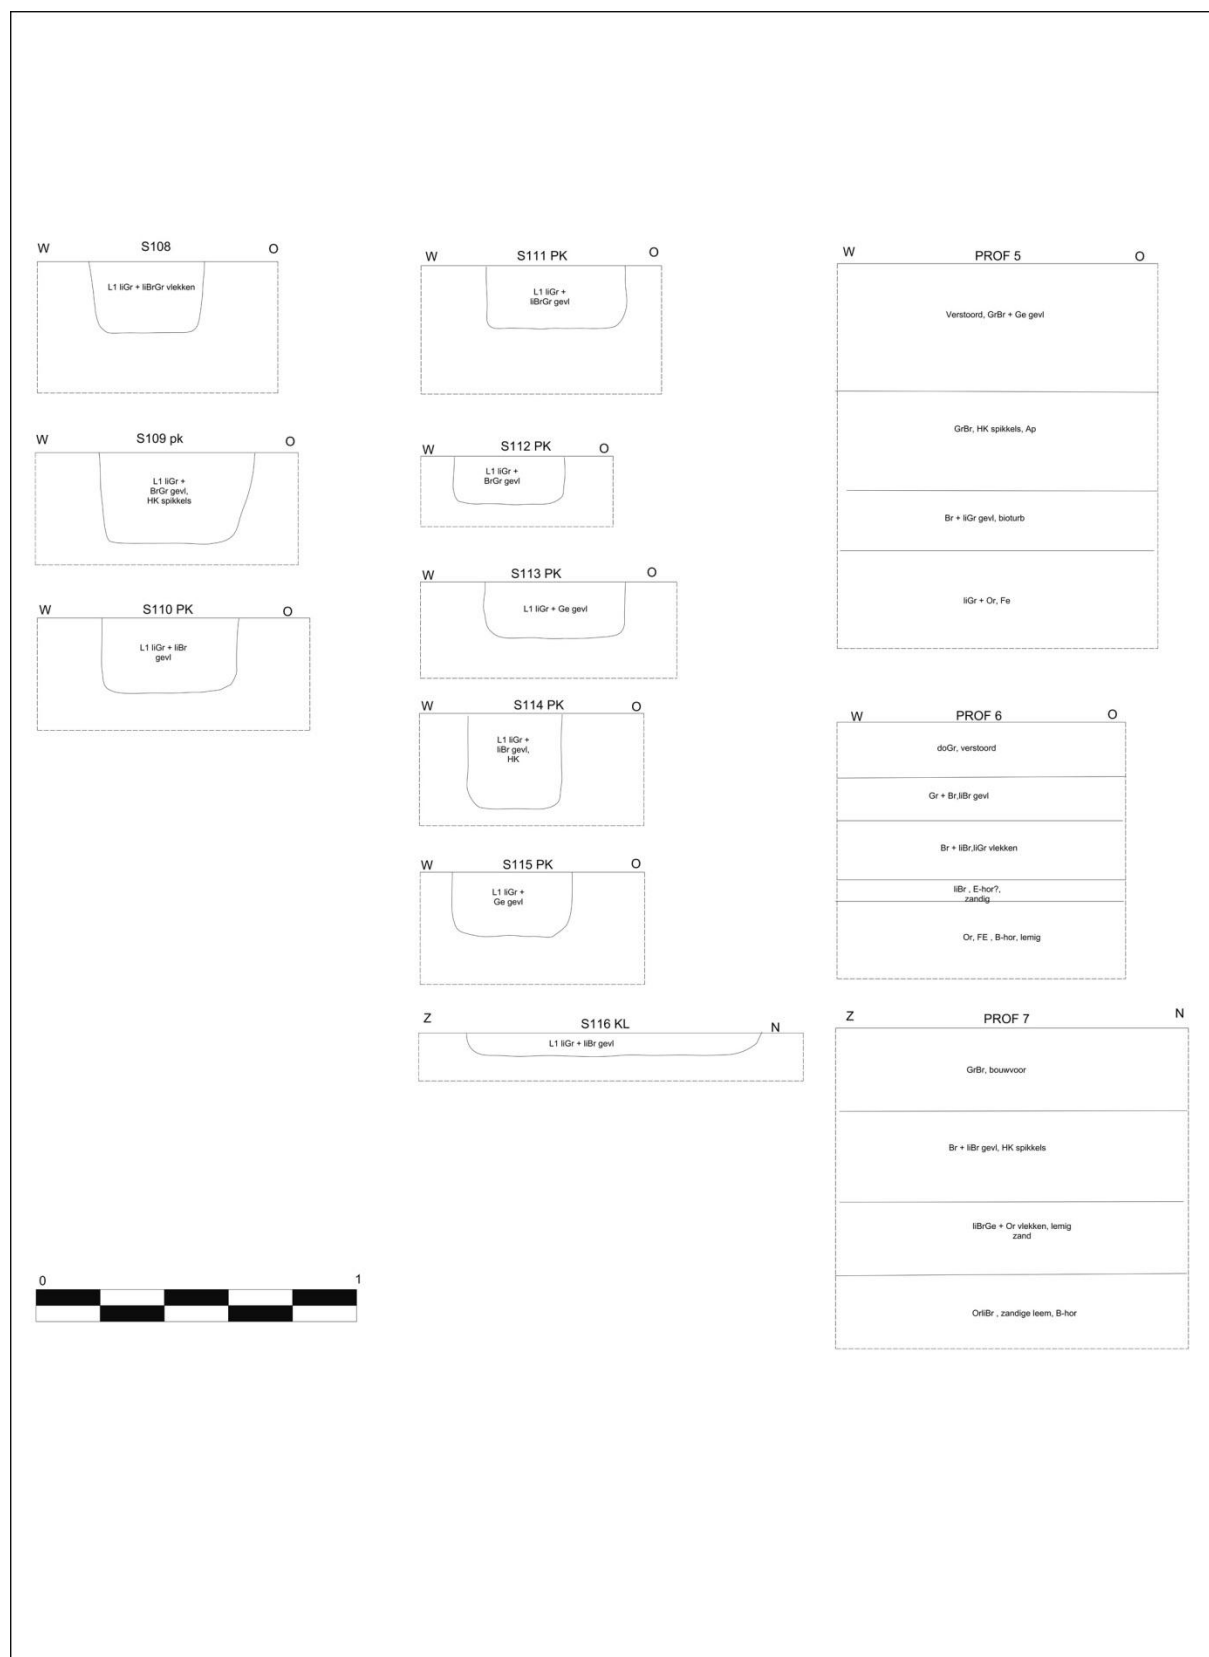 W S108 O
L1 liGr + liBrGr vlekken
W S109 pk O
L1 liGr +
BrGr gevl,
HK spikkels
W S110 PK O
L1 liGr + liBr
gevl
0 1
W S111 PK O
L1 liGr +
liBrGr gevl
W S112 PK O
L1 liGr +
BrGr gevl
W S113 PK O
L1 liGr + Ge gevl
W S114 PK O
L1 liGr +
liBr gevl,
HK
W S115 PK O
L1 liGr +
Ge gevl
Z S116 KL N
L1 liGr + liBr gevl
W PROF 5 O
Verstoord, GrBr + Ge gevl
GrBr, HK spikkels, Ap
Br + liGr gevl, bioturb
liGr + Or, Fe
W PROF 6 O
doGr, verstoord
Gr + Br,liBr gevl
Br + liBr,liGr vlekken
liBr , E-hor?,
zandig
Or, FE , B-hor, lemig
Z PROF 7 N
GrBr, bouwvoor
Br + liBr gevl, HK spikkels
liBrGe + Or vlekken, lemig
zand
OrliBr , zandige leem, B-hor